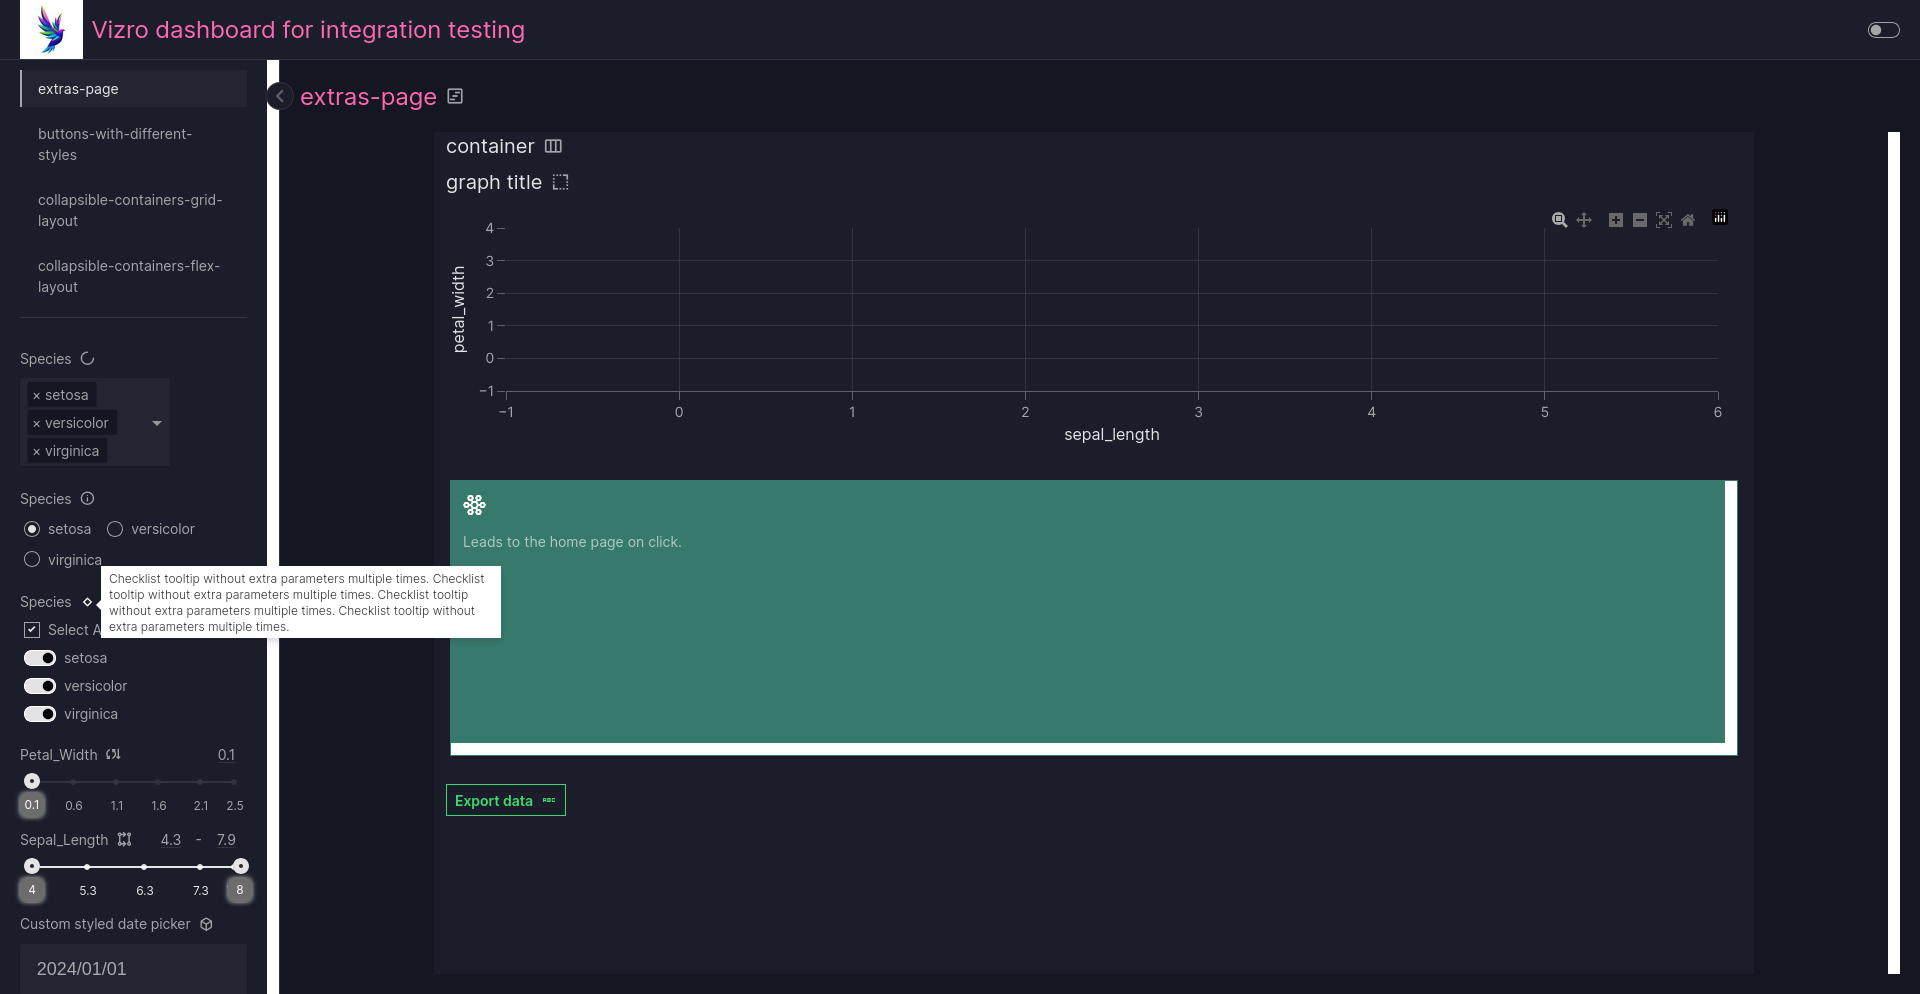 Vizro dashboard for integration testing
extras-page
buttons-with-different-
styles
collapsible-containers-grid-
layout
collapsible-containers-flex-
layout
Species
× setosa
× versicolor
× virginica
Species
setosa versicolor
virginica
Species
Checklist tooltip without extra parameters multiple times. Checklist
tooltip without extra parameters multiple times. Checklist tooltip
without extra parameters multiple times. Checklist tooltip without
extra parameters multiple times.
Select A
setosa
versicolor
virginica
Petal_Width 0.1
0.1 0.6 1.1 1.6 2.1 2.5
Sepal_Length 4.3 - 7.9
4 5.3 6.3 7.3 8
Custom styled date picker
2024/01/01
extras-page
container
graph title
4
3
2
1
0
−1
petal_width
−1 0 1 2 3 4 5 6
sepal_length
Leads to the home page on click.
Export data